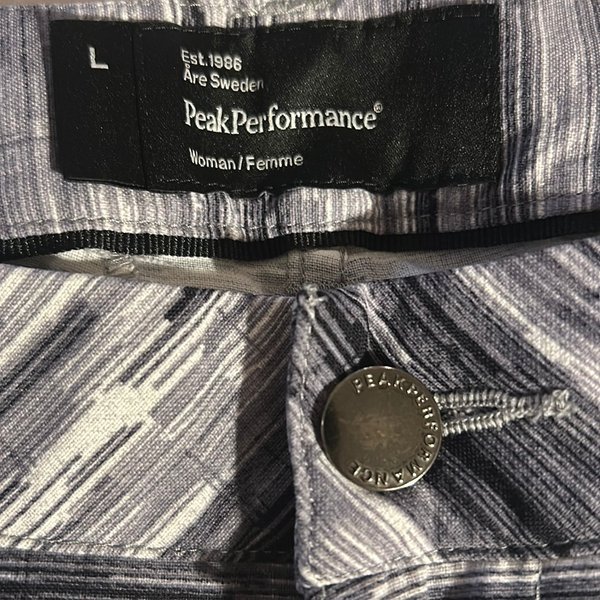 L
Est.1986
Åre Sweden
PeakPerformance®
Woman/Femme
PEAKPERFORMANCE